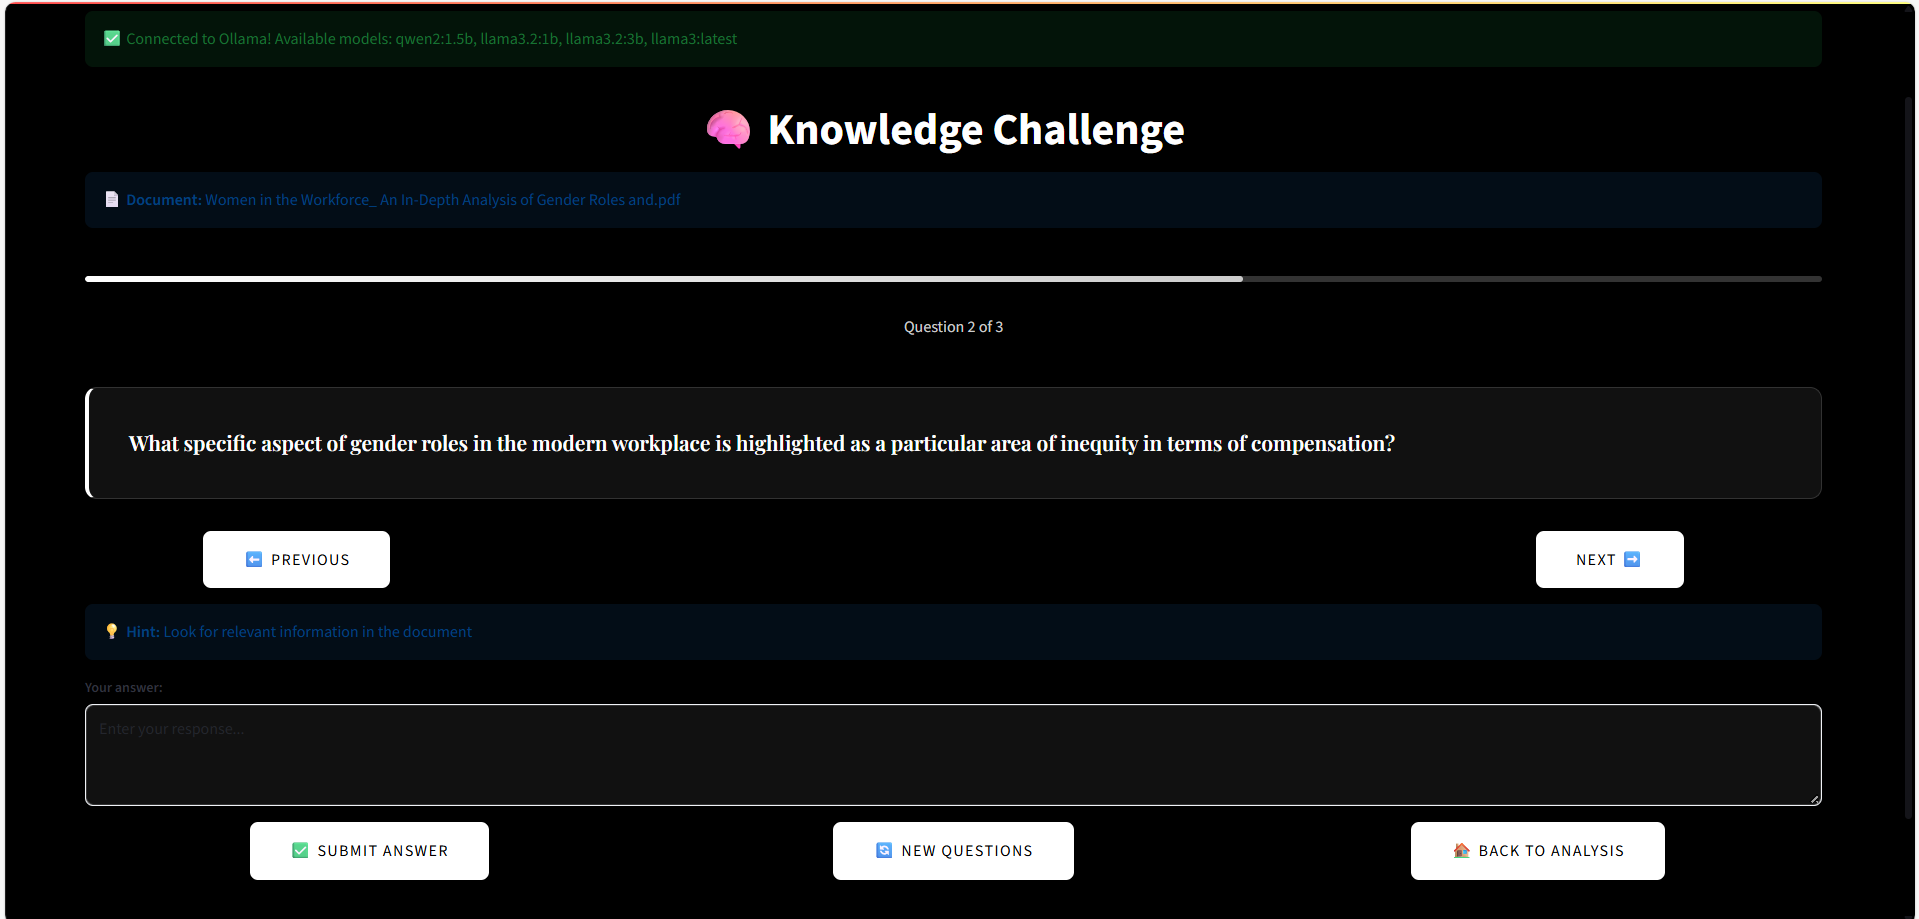 Connected to Ollama! Available models: qwen2:1.5b, llama3.2:1b, llama3.2:3b, llama3:latest
Knowledge Challenge
Document: Women in the Workforce_ An In-Depth Analysis of Gender Roles and.pdf
Question 2 of 3
What specific aspect of gender roles in the modern workplace is highlighted as a particular area of inequity in terms of compensation?
PREVIOUS
NEXT
Hint: Look for relevant information in the document
Your answer:
Enter your response...
SUBMIT ANSWER
NEW QUESTIONS
BACK TO ANALYSIS